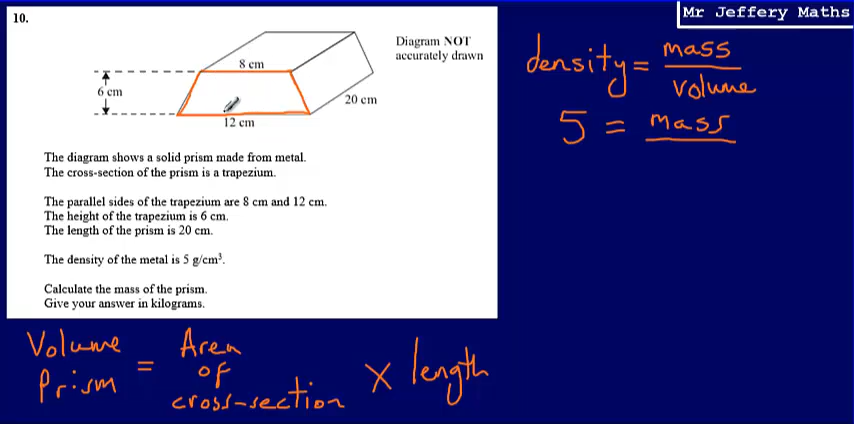 Mr Jeffery Maths
10.
Diagram NOT
accurately drawn
8 cm
6 cm
20 cm
12 cm
The diagram shows a solid prism made from metal.
The cross-section of the prism is a trapezium.
The parallel sides of the trapezium are 8 cm and 12 cm.
The height of the trapezium is 6 cm.
The length of the prism is 20 cm.
The density of the metal is 5 g/cm³.
Calculate the mass of the prism.
Give your answer in kilograms.
density = mass
volume
5 = mass
Volume
Prism
=
Area
of
cross-section
× length